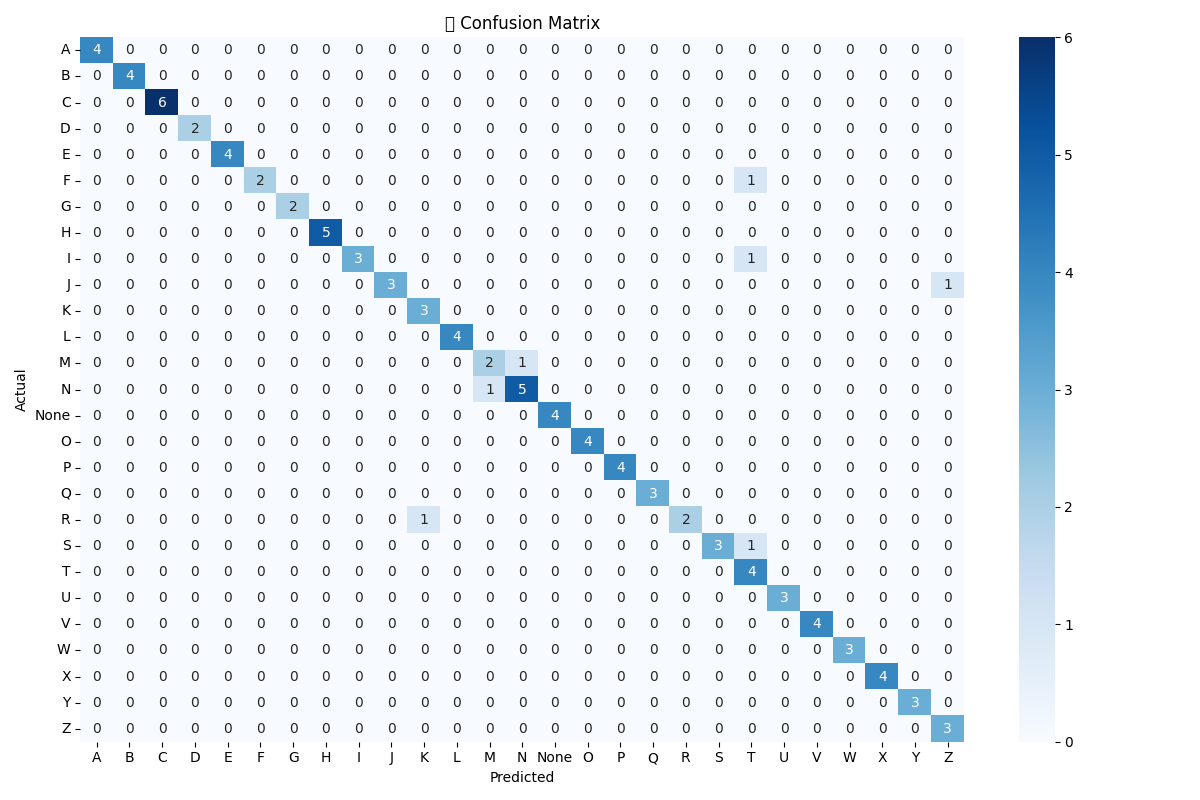 Confusion Matrix
A 4 0 0 0 0 0 0 0 0 0 0 0 0 0 0 0 0 0 0 0 0 0 0 0 0 0 0
B 0 4 0 0 0 0 0 0 0 0 0 0 0 0 0 0 0 0 0 0 0 0 0 0 0 0 0
C 0 0 6 0 0 0 0 0 0 0 0 0 0 0 0 0 0 0 0 0 0 0 0 0 0 0 0
D 0 0 0 2 0 0 0 0 0 0 0 0 0 0 0 0 0 0 0 0 0 0 0 0 0 0 0
E 0 0 0 0 4 0 0 0 0 0 0 0 0 0 0 0 0 0 0 0 0 0 0 0 0 0 0
F 0 0 0 0 0 2 0 0 0 0 0 0 0 0 0 0 0 0 0 0 1 0 0 0 0 0 0
G 0 0 0 0 0 0 2 0 0 0 0 0 0 0 0 0 0 0 0 0 0 0 0 0 0 0 0
H 0 0 0 0 0 0 0 5 0 0 0 0 0 0 0 0 0 0 0 0 0 0 0 0 0 0 0
I 0 0 0 0 0 0 0 0 3 0 0 0 0 0 0 0 0 0 0 0 1 0 0 0 0 0 0
J 0 0 0 0 0 0 0 0 0 3 0 0 0 0 0 0 0 0 0 0 0 0 0 0 0 0 1
K 0 0 0 0 0 0 0 0 0 0 3 0 0 0 0 0 0 0 0 0 0 0 0 0 0 0 0
L 0 0 0 0 0 0 0 0 0 0 0 4 0 0 0 0 0 0 0 0 0 0 0 0 0 0 0
M 0 0 0 0 0 0 0 0 0 0 0 0 2 1 0 0 0 0 0 0 0 0 0 0 0 0 0
N 0 0 0 0 0 0 0 0 0 0 0 0 1 5 0 0 0 0 0 0 0 0 0 0 0 0 0
None 0 0 0 0 0 0 0 0 0 0 0 0 0 0 4 0 0 0 0 0 0 0 0 0 0 0 0
O 0 0 0 0 0 0 0 0 0 0 0 0 0 0 0 4 0 0 0 0 0 0 0 0 0 0 0
P 0 0 0 0 0 0 0 0 0 0 0 0 0 0 0 0 4 0 0 0 0 0 0 0 0 0 0
Q 0 0 0 0 0 0 0 0 0 0 0 0 0 0 0 0 0 3 0 0 0 0 0 0 0 0 0
R 0 0 0 0 0 0 0 0 0 0 1 0 0 0 0 0 0 0 2 0 0 0 0 0 0 0 0
S 0 0 0 0 0 0 0 0 0 0 0 0 0 0 0 0 0 0 0 3 1 0 0 0 0 0 0
T 0 0 0 0 0 0 0 0 0 0 0 0 0 0 0 0 0 0 0 0 4 0 0 0 0 0 0
U 0 0 0 0 0 0 0 0 0 0 0 0 0 0 0 0 0 0 0 0 0 3 0 0 0 0 0
V 0 0 0 0 0 0 0 0 0 0 0 0 0 0 0 0 0 0 0 0 0 0 4 0 0 0 0
W 0 0 0 0 0 0 0 0 0 0 0 0 0 0 0 0 0 0 0 0 0 0 0 3 0 0 0
X 0 0 0 0 0 0 0 0 0 0 0 0 0 0 0 0 0 0 0 0 0 0 0 0 4 0 0
Y 0 0 0 0 0 0 0 0 0 0 0 0 0 0 0 0 0 0 0 0 0 0 0 0 0 3 0
Z 0 0 0 0 0 0 0 0 0 0 0 0 0 0 0 0 0 0 0 0 0 0 0 0 0 0 3
A B C D E F G H I J K L M N None O P Q R S T U V W X Y Z
Predicted
Actual
6
5
4
3
2
1
0